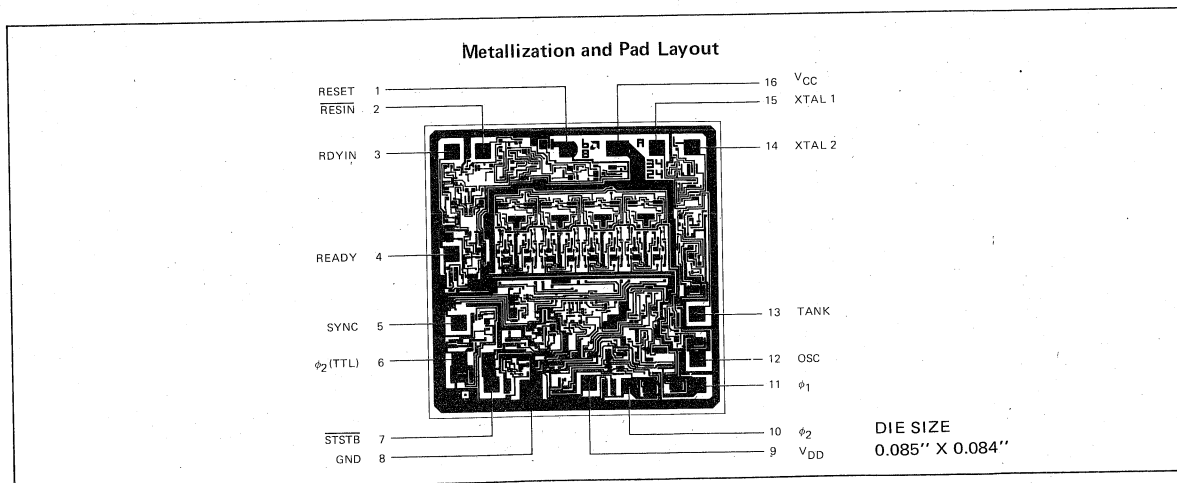 Metallization and Pad Layout
RESET 1
RESIN 2
RDYIN 3
READY 4
SYNC 5
ϕ2 (TTL) 6
STSTB 7
GND 8
16 VCC
15 XTAL 1
14 XTAL 2
13 TANK
12 OSC
11 ϕ1
10 ϕ2
9 VDD
DIE SIZE
0.085'' X 0.084''